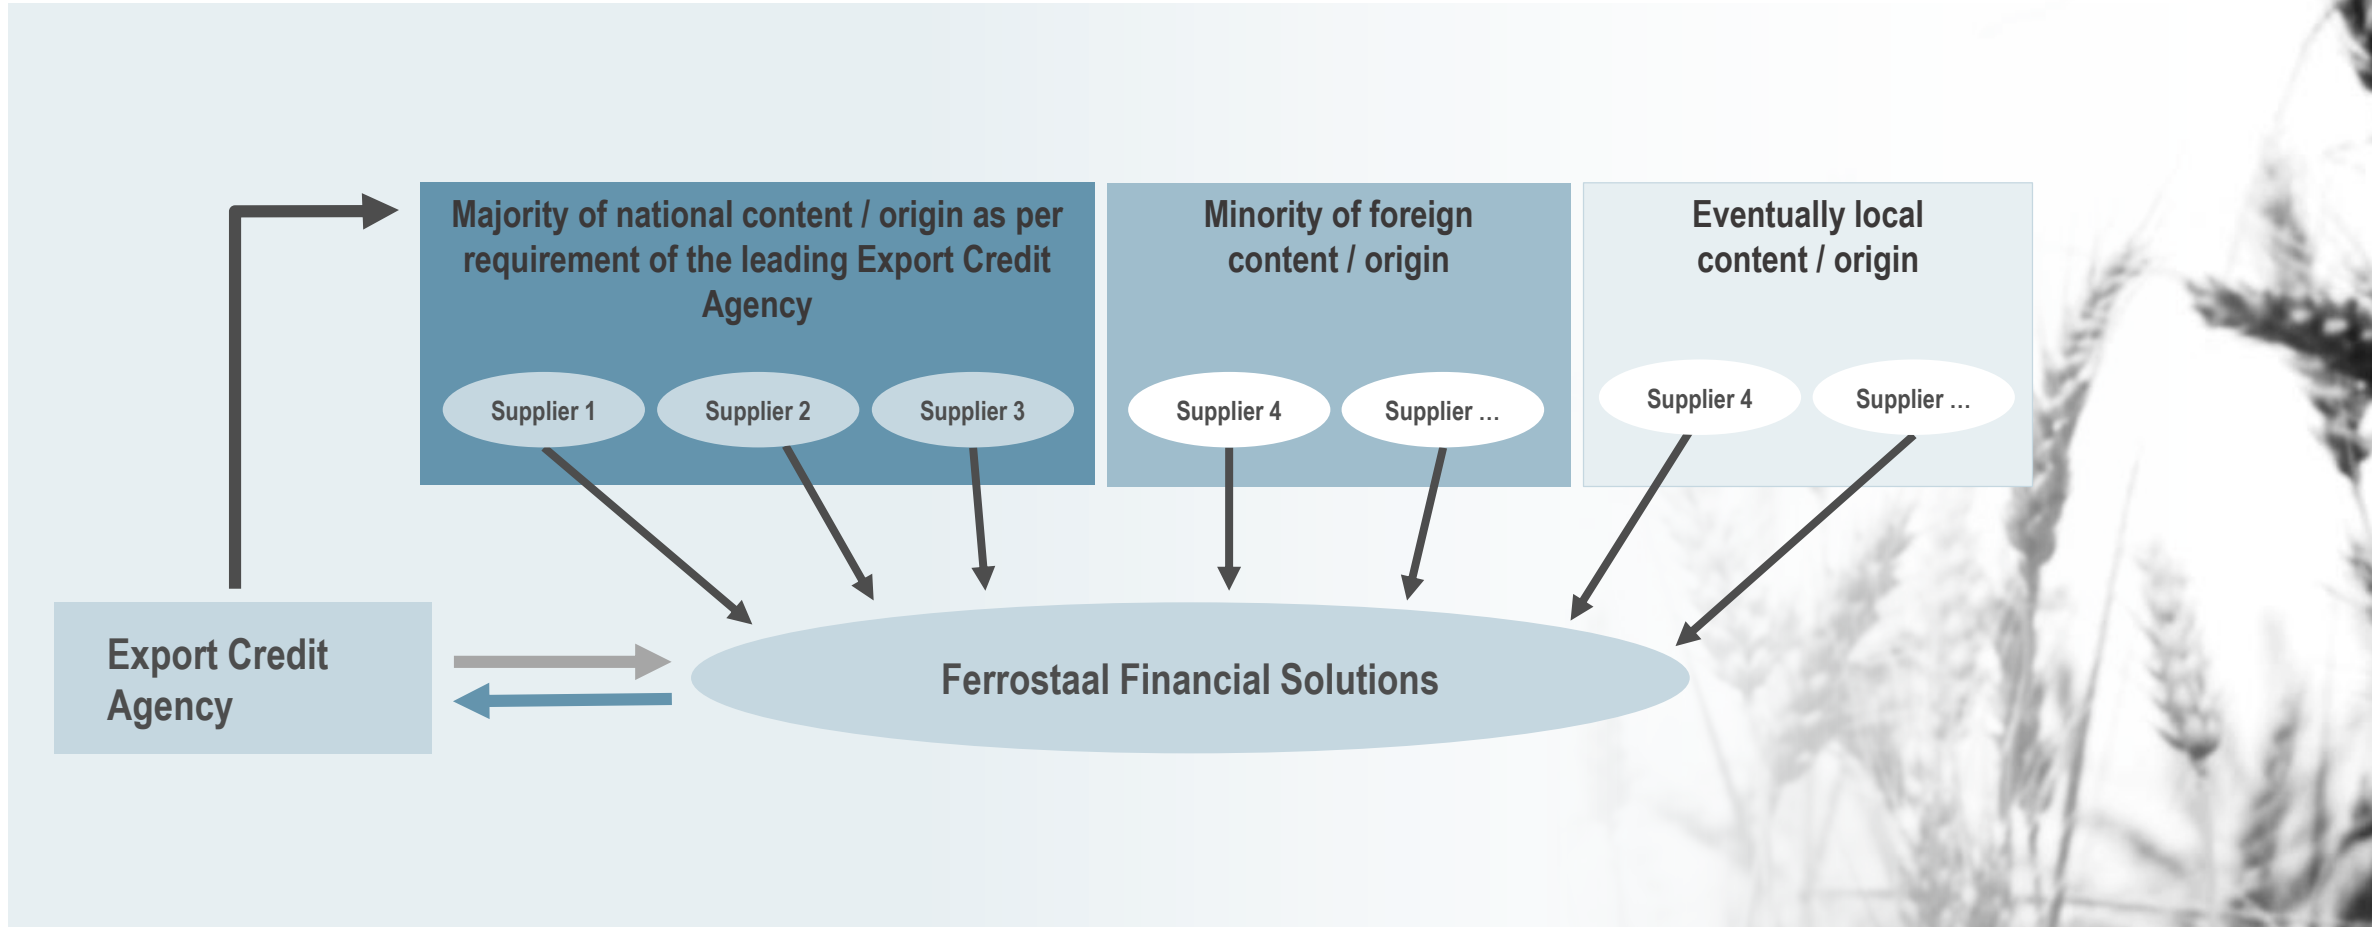 Majority of national content / origin as per
requirement of the leading Export Credit
Agency
Minority of foreign
content / origin
Eventually local
content / origin
Supplier 1
Supplier 2
Supplier 3
Supplier 4
Supplier ...
Supplier 4
Supplier ...
Export Credit
Agency
Ferrostaal Financial Solutions